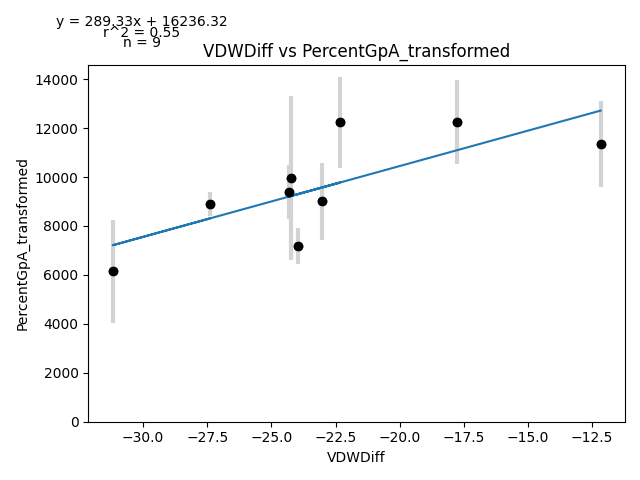 y = 289.33x + 16236.32
r^2 = 0.55
n = 9
VDWDiff vs PercentGpA_transformed
PercentGpA_transformed
14000
12000
10000
8000
6000
4000
2000
0
−30.0 −27.5 −25.0 −22.5 −20.0 −17.5 −15.0 −12.5
VDWDiff